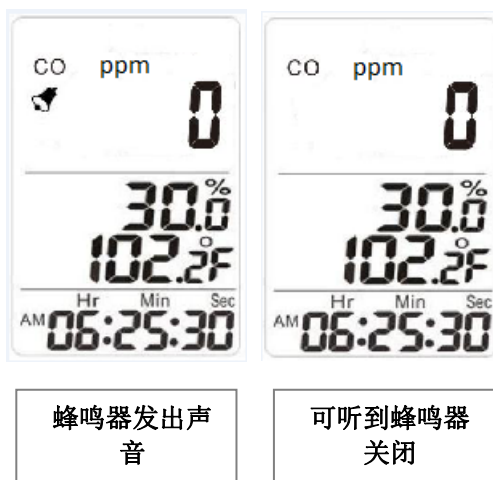 CO ppm
0
30.0%
102.2°F
Hr Min Sec
AM 06:25:30
蜂鸣器发出声
音
CO ppm
0
30.0%
102.2°F
Hr Min Sec
AM 06:25:30
可听到蜂鸣器
关闭